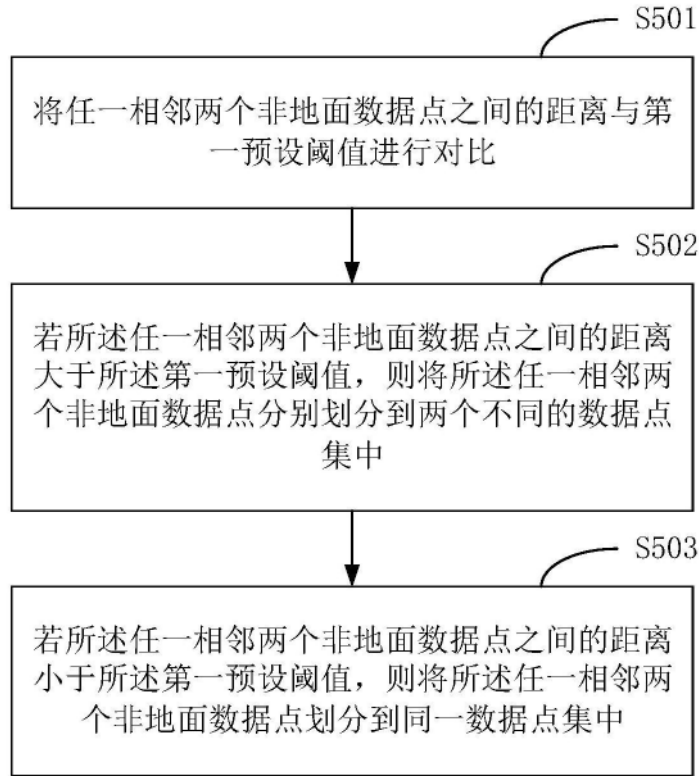 S501
将任一相邻两个非地面数据点之间的距离与第
一预设阈值进行对比
S502
若所述任一相邻两个非地面数据点之间的距离
大于所述第一预设阈值，则将所述任一相邻两
个非地面数据点分别划分到两个不同的数据点
集中
S503
若所述任一相邻两个非地面数据点之间的距离
小于所述第一预设阈值，则将所述任一相邻两
个非地面数据点划分到同一数据点集中